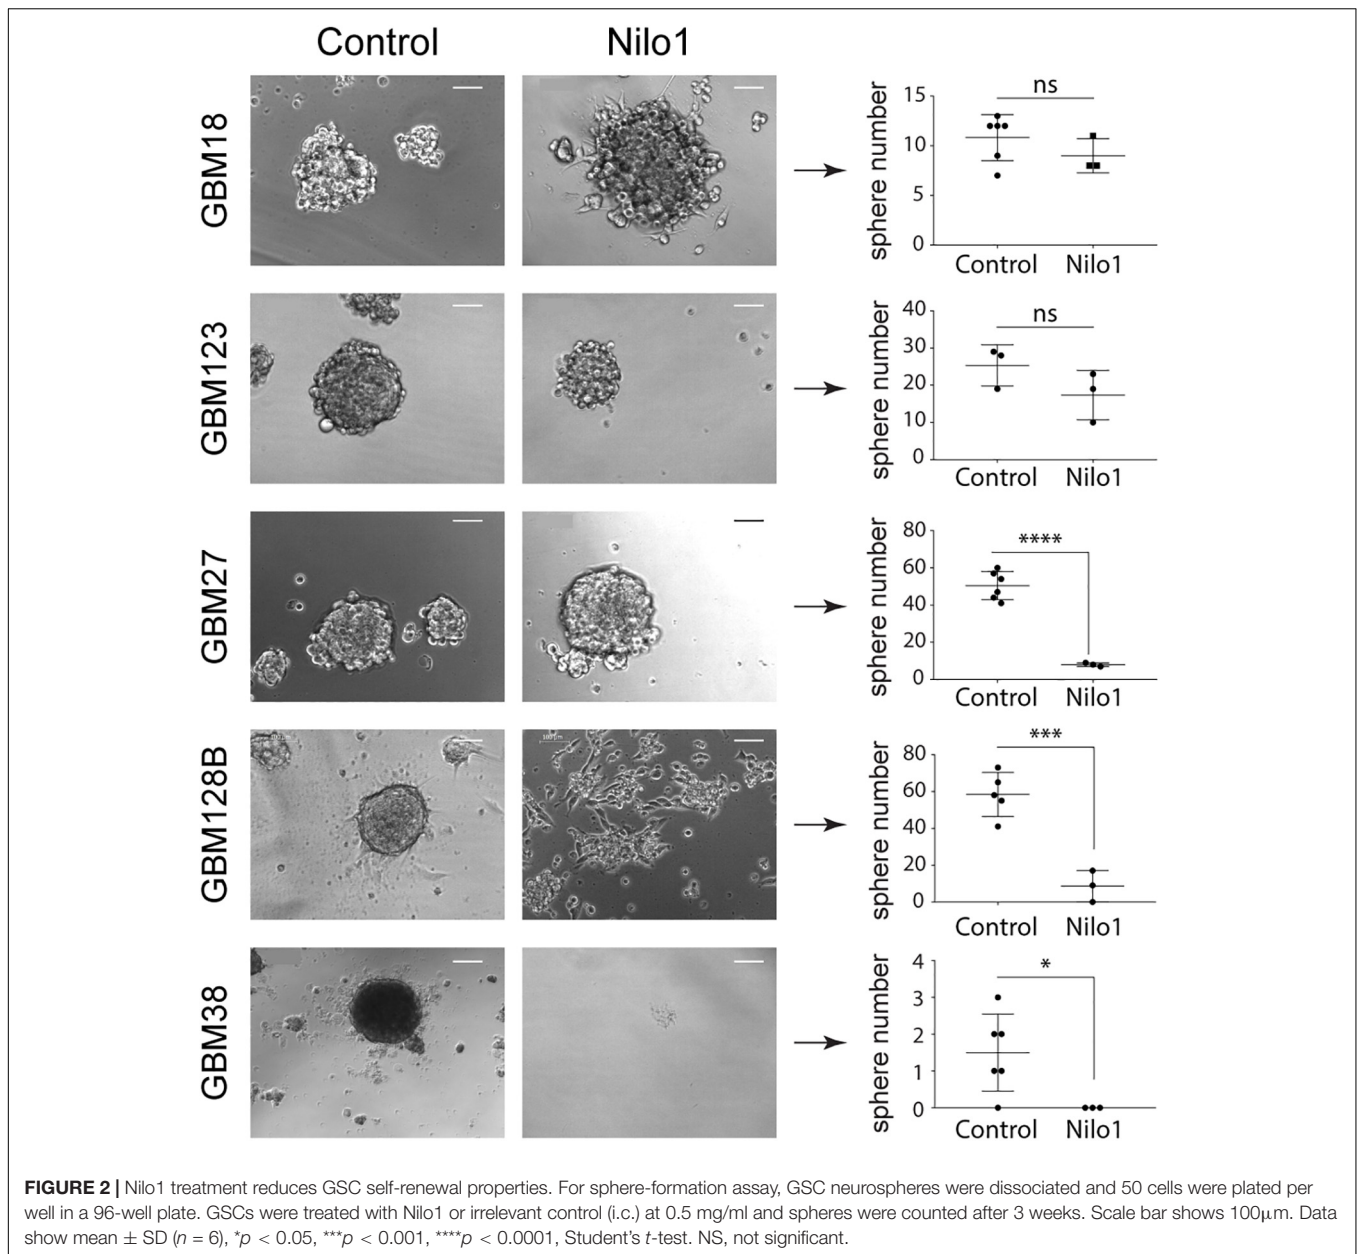 Control
Nilo1
GBM18
ns
sphere number
15
10
5
0
Control
Nilo1
GBM123
ns
sphere number
40
30
20
10
0
Control
Nilo1
GBM27
****
sphere number
80
60
40
20
0
Control
Nilo1
GBM128B
100 µm
***
sphere number
80
60
40
20
0
Control
Nilo1
GBM38
*
sphere number
4
3
2
1
0
Control
Nilo1
FIGURE 2 | Nilo1 treatment reduces GSC self-renewal properties. For sphere-formation assay, GSC neurospheres were dissociated and 50 cells were plated per
well in a 96-well plate. GSCs were treated with Nilo1 or irrelevant control (i.c.) at 0.5 mg/ml and spheres were counted after 3 weeks. Scale bar shows 100µm. Data
show mean ± SD (n = 6), *p < 0.05, ***p < 0.001, ****p < 0.0001, Student's t-test. NS, not significant.